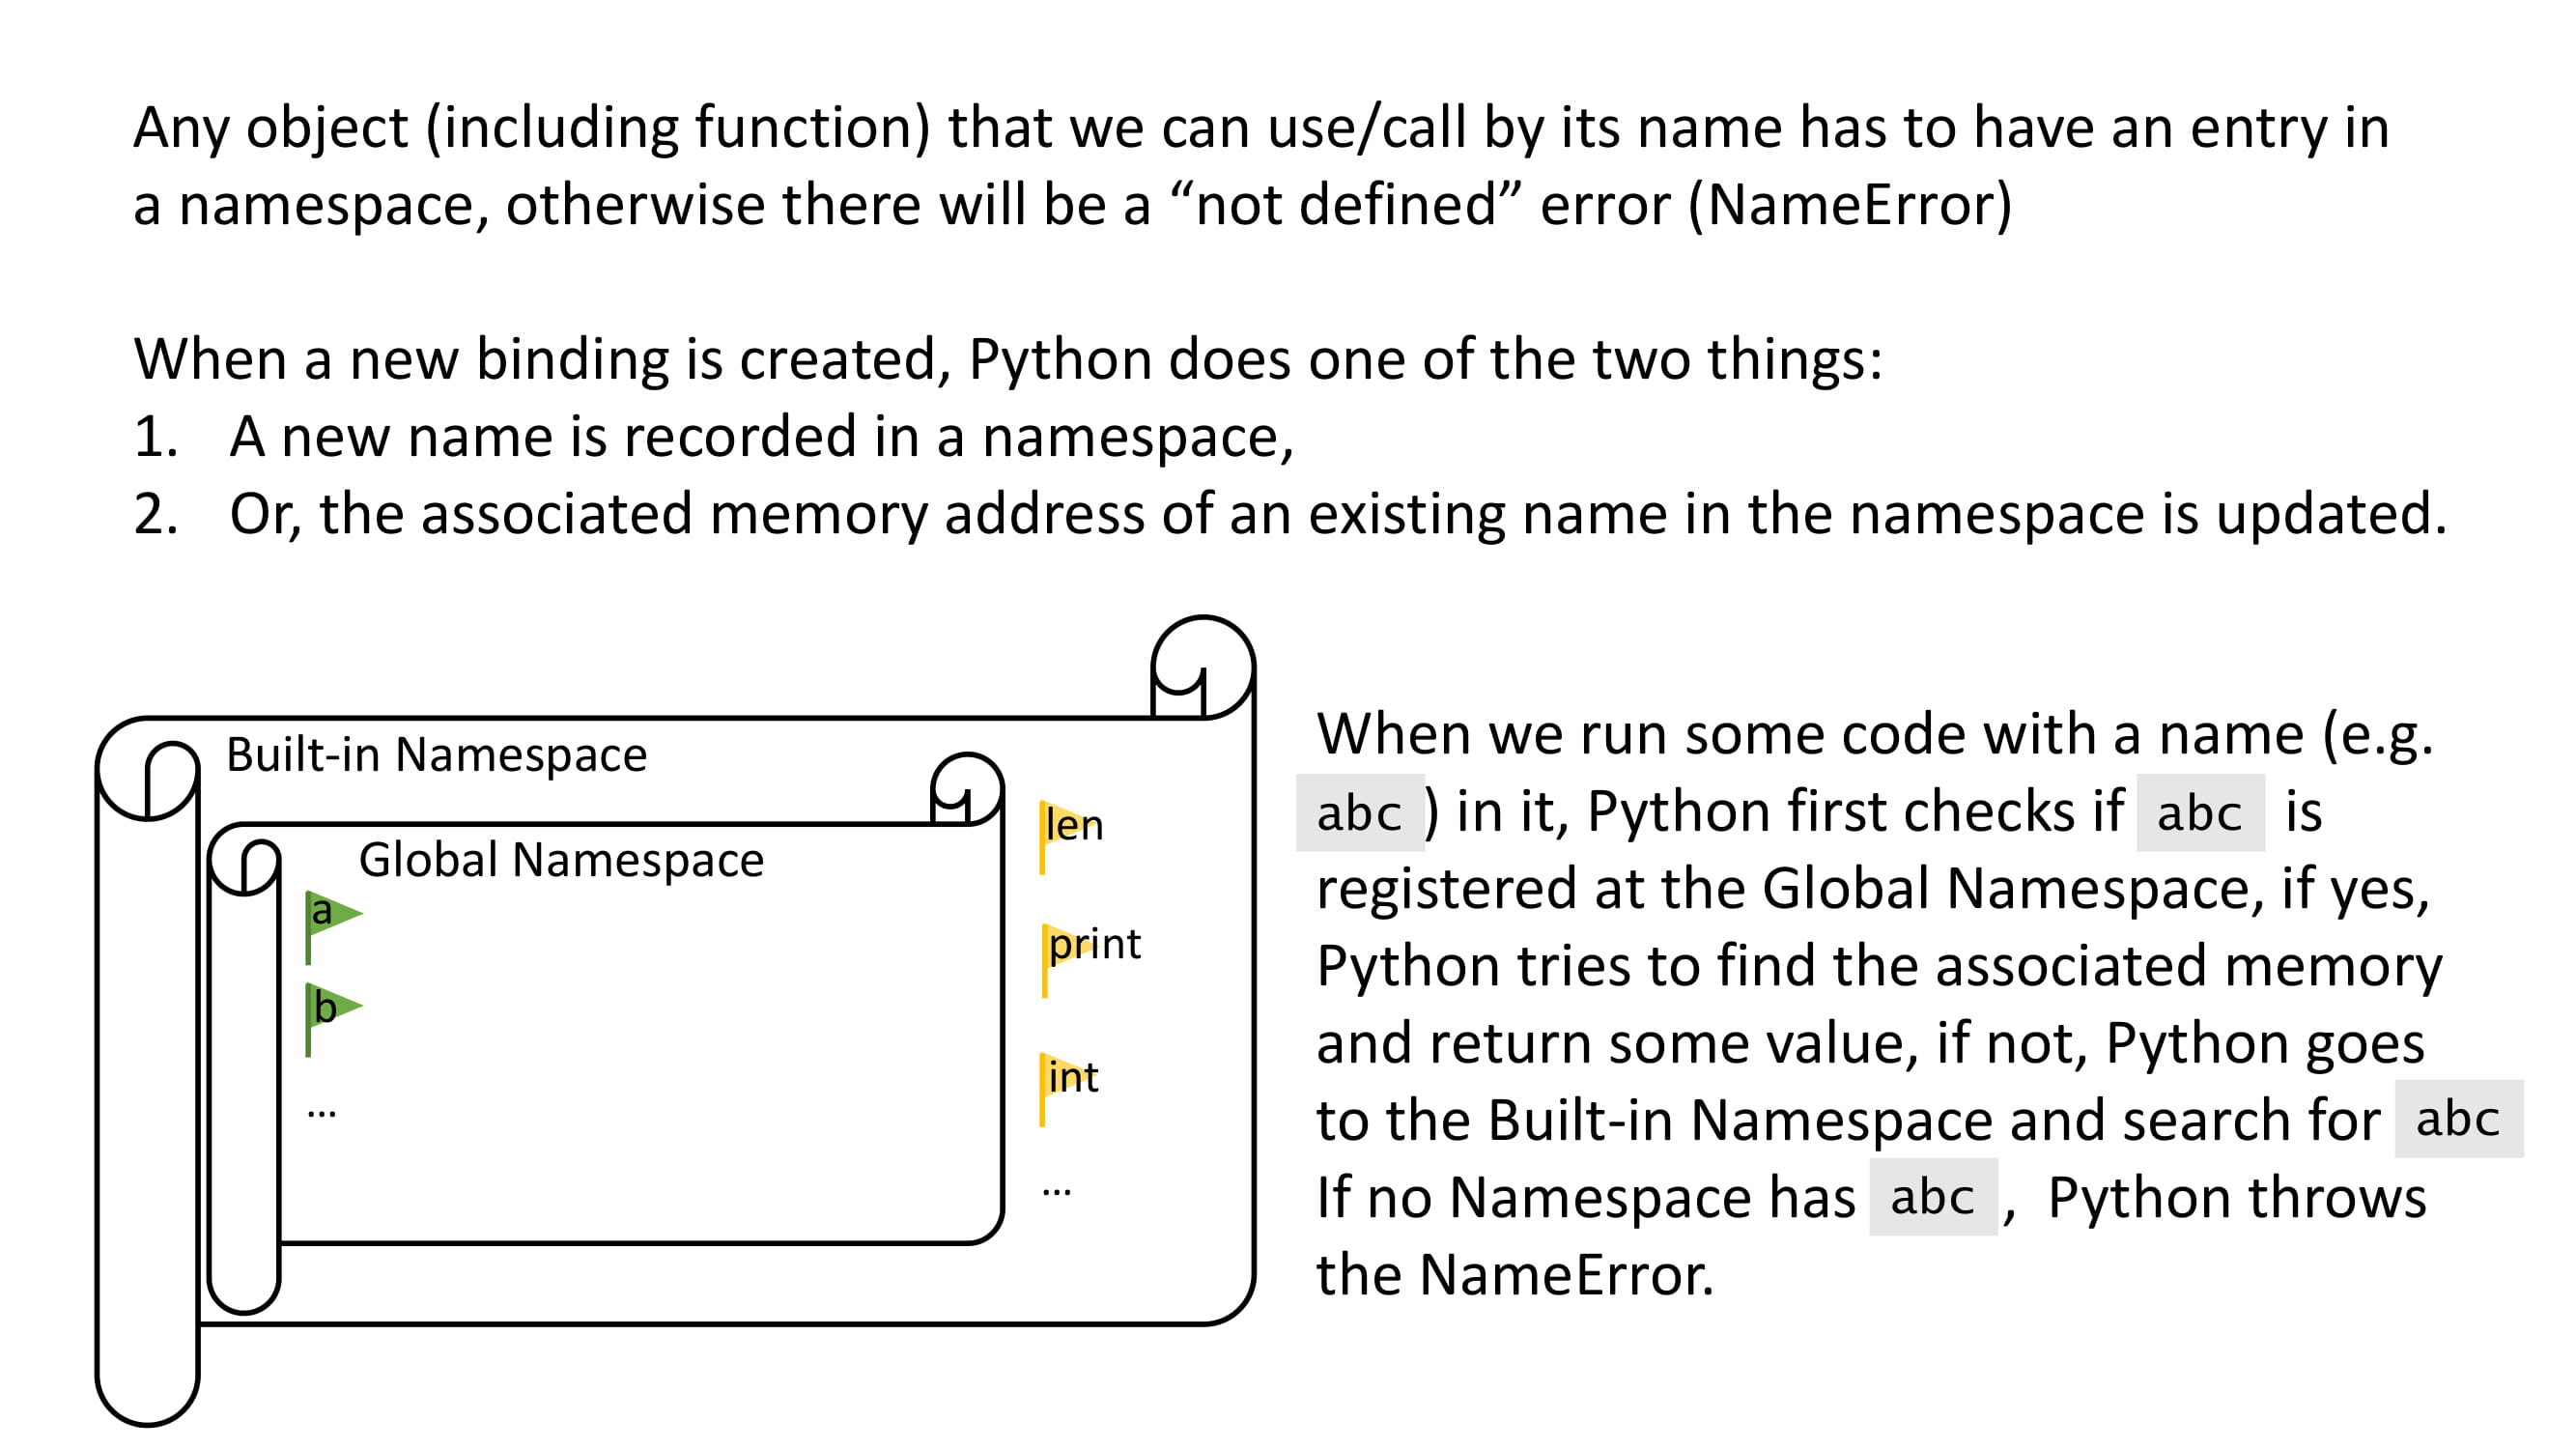 Any object (including function) that we can use/call by its name has to have an entry in
a namespace, otherwise there will be a “not defined” error (NameError)
When a new binding is created, Python does one of the two things:
1. A new name is recorded in a namespace,
2. Or, the associated memory address of an existing name in the namespace is updated.
Built-in Namespace
Global Namespace
a
b
...
len
print
int
...
When we run some code with a name (e.g.
abc ) in it, Python first checks if abc is
registered at the Global Namespace, if yes,
Python tries to find the associated memory
and return some value, if not, Python goes
to the Built-in Namespace and search for abc
If no Namespace has abc , Python throws
the NameError.